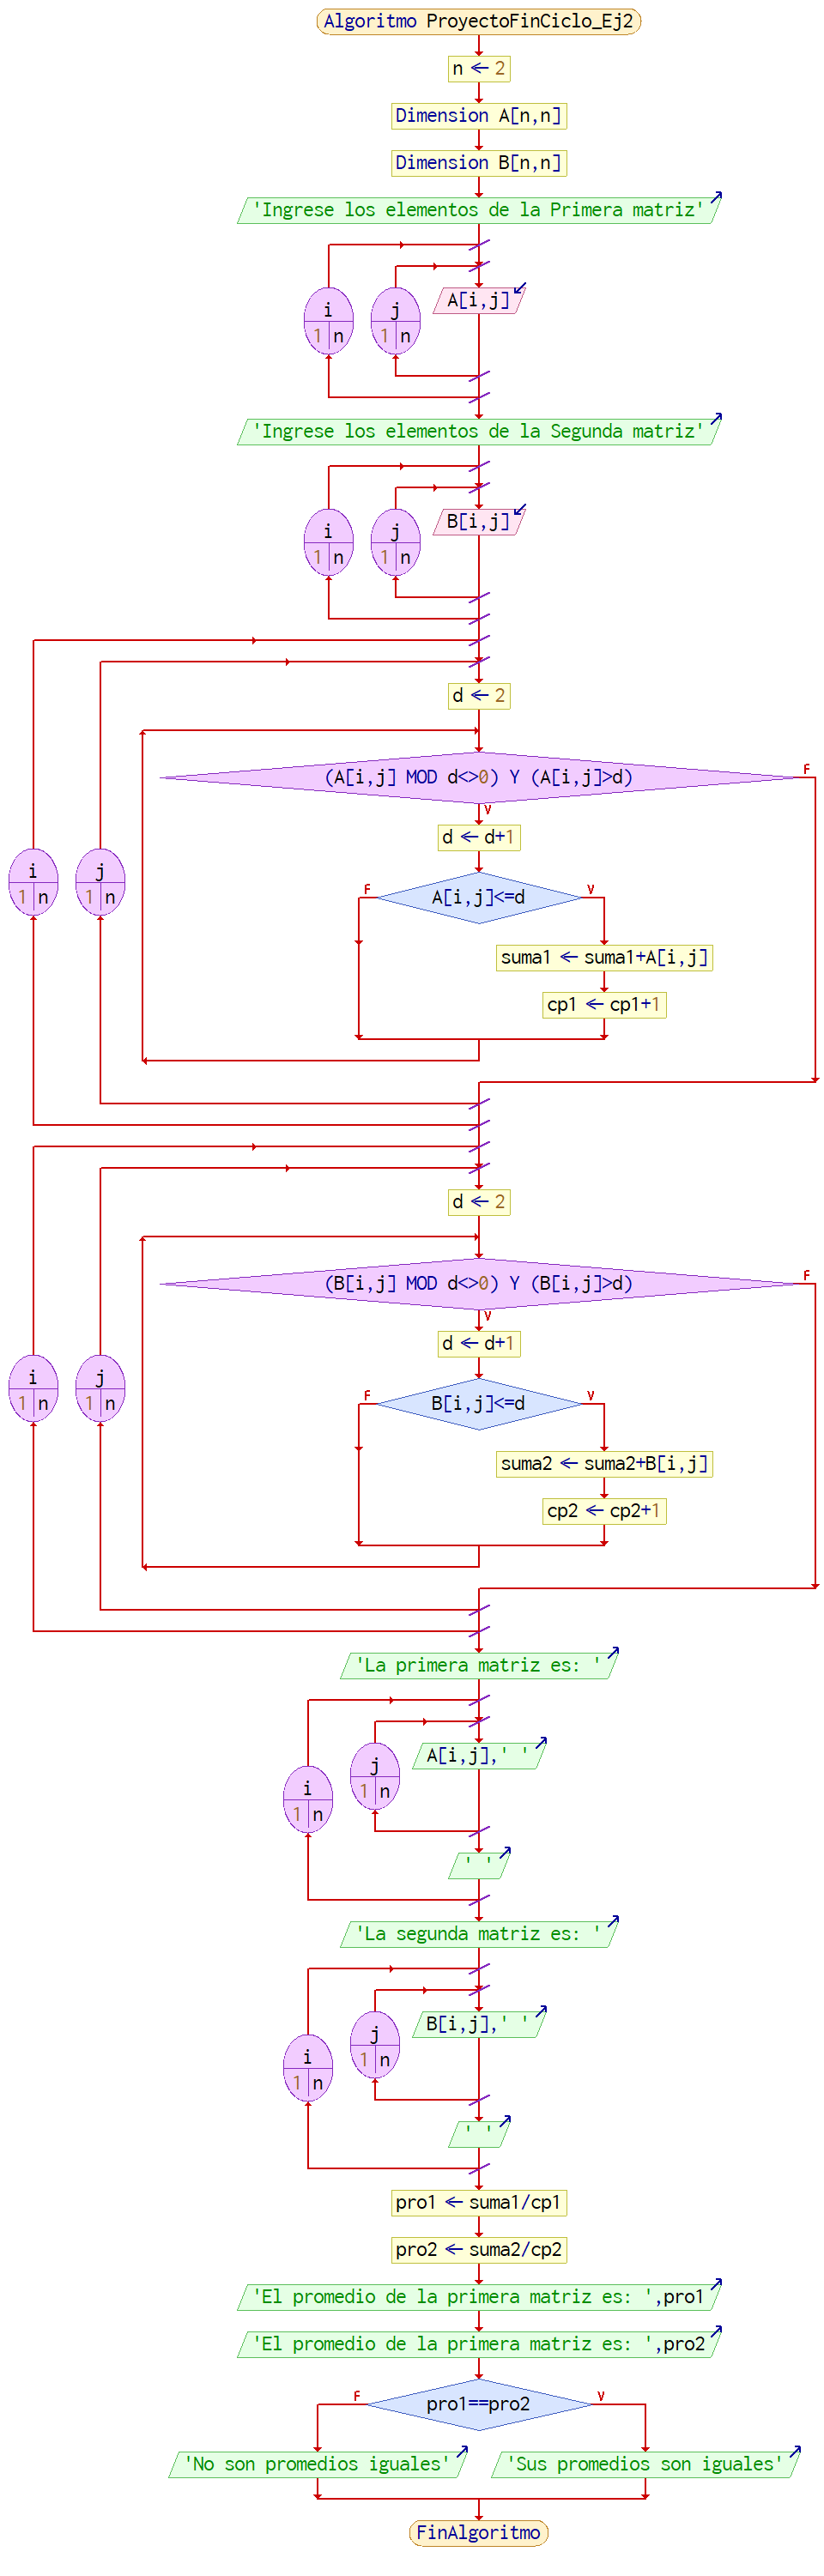 Algoritmo ProyectoFinCiclo_Ej2
n ← 2
Dimension A[n,n]
Dimension B[n,n]
'Ingrese los elementos de la Primera matriz'
i
1 n
j
1 n
A[i,j]
'Ingrese los elementos de la Segunda matriz'
i
1 n
j
1 n
B[i,j]
i
1 n
j
1 n
d ← 2
(A[i,j] MOD d<>0) Y (A[i,j]>d)
F
V
d ← d+1
F
A[i,j]<=d
V
suma1 ← suma1+A[i,j]
cp1 ← cp1+1
i
1 n
j
1 n
d ← 2
(B[i,j] MOD d<>0) Y (B[i,j]>d)
F
V
d ← d+1
F
B[i,j]<=d
V
suma2 ← suma2+B[i,j]
cp2 ← cp2+1
'La primera matriz es: '
i
1 n
j
1 n
A[i,j],' '
' '
'La segunda matriz es: '
i
1 n
j
1 n
B[i,j],' '
' '
pro1 ← suma1/cp1
pro2 ← suma2/cp2
'El promedio de la primera matriz es: ',pro1
'El promedio de la primera matriz es: ',pro2
F
pro1==pro2
V
'No son promedios iguales'
'Sus promedios son iguales'
FinAlgoritmo